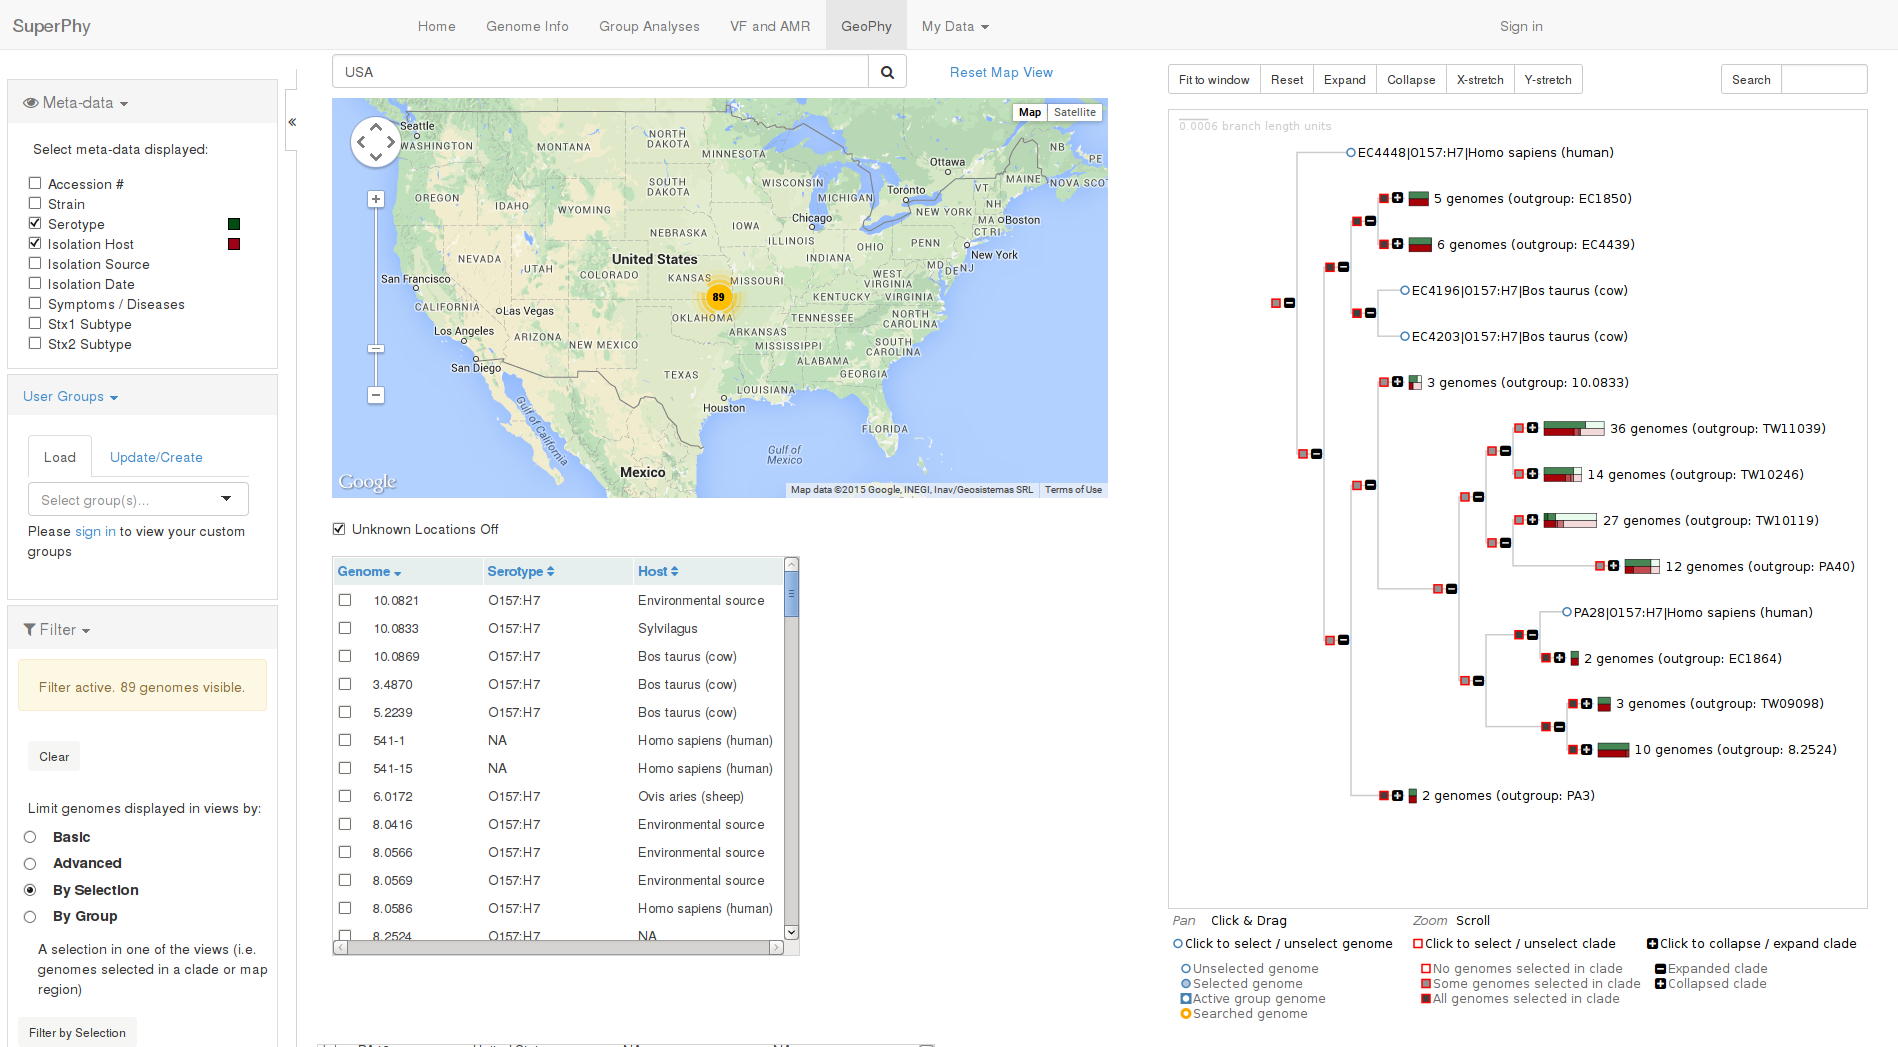 SuperPhy
Home
Genome Info
Group Analyses
VF and AMR
GeoPhy
My Data
Sign in
Meta-data
Select meta-data displayed:
Accession #
Strain
Serotype
Isolation Host
Isolation Source
Isolation Date
Symptoms / Diseases
Stx1 Subtype
Stx2 Subtype
User Groups
Load
Update/Create
Select group(s)...
Please sign in to view your custom
groups
Filter
Filter active. 89 genomes visible.
Clear
Limit genomes displayed in views by:
Basic
Advanced
By Selection
By Group
A selection in one of the views (i.e.
genomes selected in a clade or map
region)
Filter by Selection
«
USA
Reset Map View
Map
Satellite
Seattle
WASHINGTON
MONTANA
NORTH
DAKOTA
MINNESOTA
Ottawa
NB
PE
MAINE
NOVA SCO
OREGON
IDAHO
WYOMING
SOUTH
DAKOTA
WISCONSIN
MICHIGAN
Toronto
VT
NH
NEW YORK
MA
Boston
CT
RI
Chicago
NEBRASKA
IOWA
ILLINOIS
INDIANA
OHIO
PENN
New York
NEVADA
UTAH
COLORADO
United States
KANSAS
MISSOURI
WEST
VIRGINIA
MD
DE
NJ
San Francisco
CALIFORNIA
Las Vegas
89
KENTUCKY
VIRGINIA
Los Angeles
ARIZONA
NEW MEXICO
OKLAHOMA
ARKANSAS
TENNESSEE
NORTH
CAROLINA
San Diego
MISSISSIPPI
ALABAMA
SOUTH
CAROLINA
TEXAS
LOUISIANA
GEORGIA
Houston
FLORIDA
Gulf of
California
Gulf of
Mexico
Mexico
Google
Map data ©2015 Google, INEGI, Inav/Geosistemas SRL
Terms of Use
Unknown Locations Off
Genome Serotype Host
10.0821 O157:H7 Environmental source
10.0833 O157:H7 Sylvilagus
10.0869 O157:H7 Bos taurus (cow)
3.4870 O157:H7 Bos taurus (cow)
5.2239 O157:H7 Bos taurus (cow)
541-1 NA Homo sapiens (human)
541-15 NA Homo sapiens (human)
6.0172 O157:H7 Ovis aries (sheep)
8.0416 O157:H7 Environmental source
8.0566 O157:H7 Environmental source
8.0569 O157:H7 Environmental source
8.0586 O157:H7 Homo sapiens (human)
8.2524 O157:H7 NA
Fit to window
Reset
Expand
Collapse
X-stretch
Y-stretch
Search
0.0006 branch length units
EC4448|O157:H7|Homo sapiens (human)
5 genomes (outgroup: EC1850)
6 genomes (outgroup: EC4439)
EC4196|O157:H7|Bos taurus (cow)
EC4203|O157:H7|Bos taurus (cow)
3 genomes (outgroup: 10.0833)
36 genomes (outgroup: TW11039)
14 genomes (outgroup: TW10246)
27 genomes (outgroup: TW10119)
12 genomes (outgroup: PA40)
PA28|O157:H7|Homo sapiens (human)
2 genomes (outgroup: EC1864)
3 genomes (outgroup: TW09098)
10 genomes (outgroup: 8.2524)
2 genomes (outgroup: PA3)
Pan Click & Drag
Zoom Scroll
Click to select / unselect genome
Click to select / unselect clade
Click to collapse / expand clade
Unselected genome
Selected genome
Active group genome
Searched genome
No genomes selected in clade
Some genomes selected in clade
All genomes selected in clade
Expanded clade
Collapsed clade